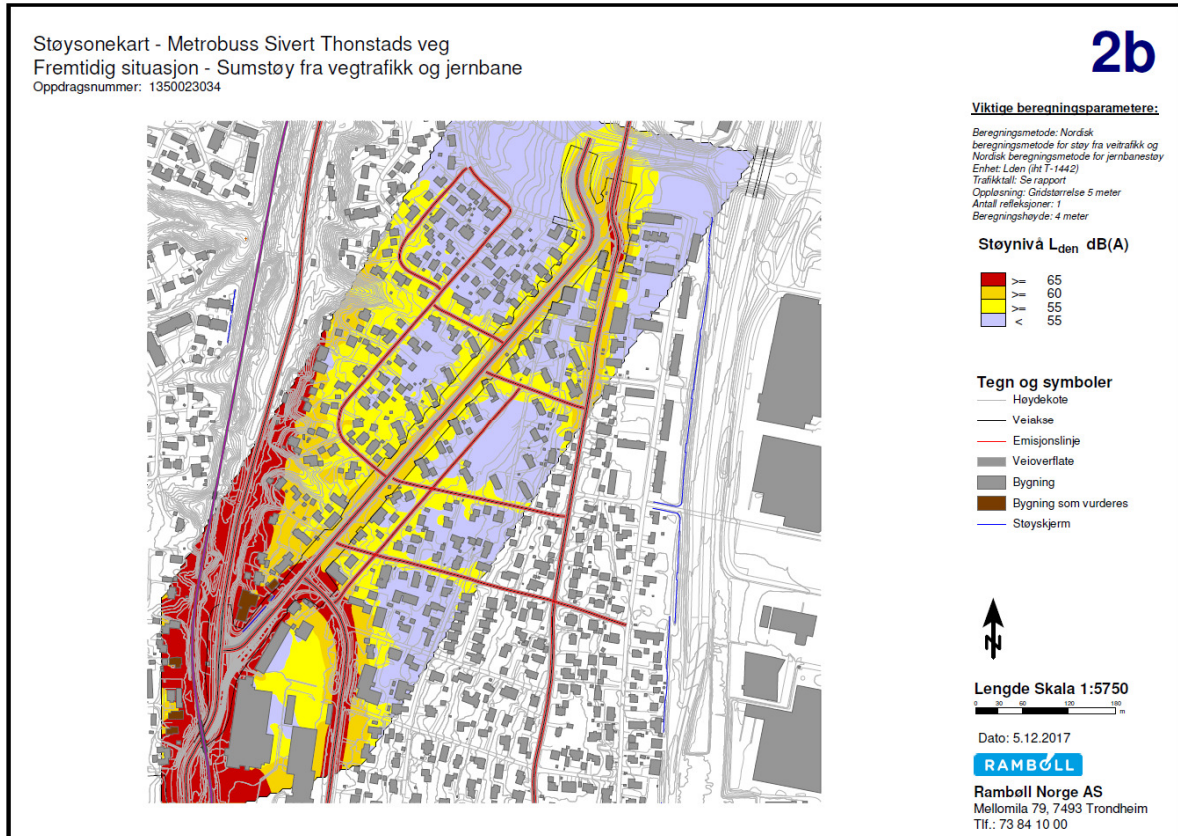 Støysonekart - Metrobuss Sivert Thonstads veg
Fremtidig situasjon - Sumstøy fra vegtrafikk og jernbane
Oppdragsnummer: 1350023034
2b
Viktige beregningsparametere:
Beregningsmetode: Nordisk
beregningsmetode for støy fra veitrafikk og
Nordisk beregningsmetode for jernbanestøy
Enhet: Lden (iht T-1442)
Trafikktall: Se rapport
Oppløsning: Gridstørrelse 5 meter
Antall refleksjoner: 1
Beregningshøyde: 4 meter
Støynivå Lden dB(A)
>= 65
>= 60
>= 55
< 55
Tegn og symboler
Høydekote
Veiakse
Emisjonslinje
Veioverflate
Bygning
Bygning som vurderes
Støyskjerm
N
Lengde Skala 1:5750
0 30 60 120 180
m
Dato: 5.12.2017
RAMBOLL
Rambøll Norge AS
Mellomila 79, 7493 Trondheim
Tlf.: 73 84 10 00